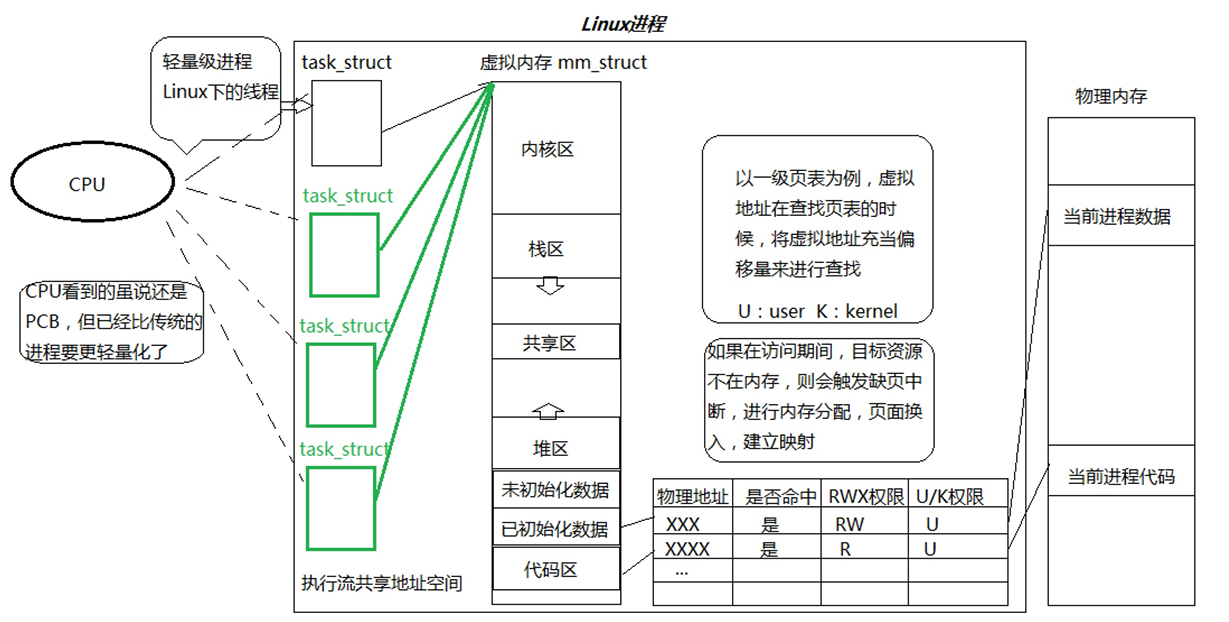 Linux进程
轻量级进程
Linux下的线程
task_struct
虚拟内存 mm_struct
物理内存
CPU
内核区
task_struct
以一级页表为例，虚拟
地址在查找页表的时
候，将虚拟地址充当偏
移量来进行查找
U：user K：kernel
当前进程数据
栈区
CPU看到的虽说还是
PCB，但已经比传统的
进程要更轻量化了
task_struct
共享区
如果在访问期间，目标资源
不在内存，则会触发缺页中
断，进行内存分配，页面换
入，建立映射
task_struct
堆区
当前进程代码
未初始化数据
已初始化数据
代码区
物理地址 是否命中 RWX权限 U/K权限
XXX 是 RW U
XXXX 是 R U
...
执行流共享地址空间